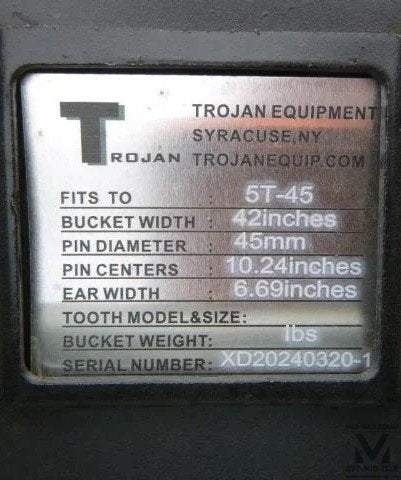 TROJAN EQUIPMENT
SYRACUSE,NY
TROJAN TROJANEQUIP.COM
FITS TO : 5T-45
BUCKET WIDTH : 42inches
PIN DIAMETER : 45mm
PIN CENTERS : 10.24inches
EAR WIDTH : 6.69inches
TOOTH MODEL&SIZE:
BUCKET WEIGHT: lbs
SERIAL NUMBER: XD20240320-1